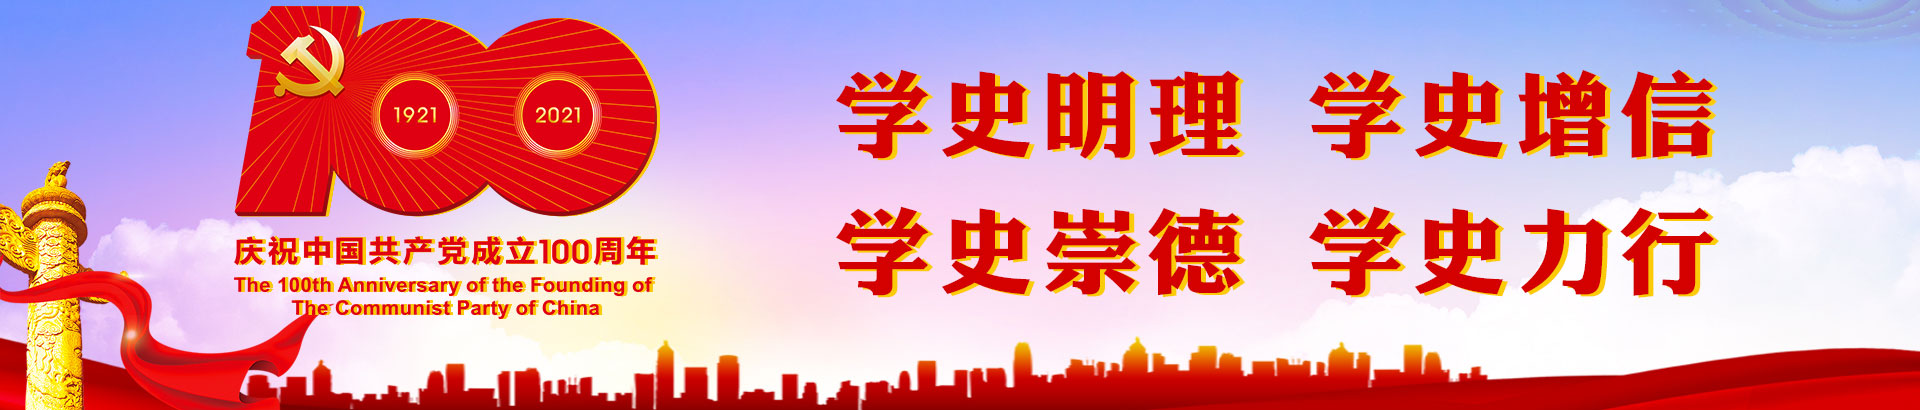 100
1921 2021
庆祝中国共产党成立100周年
The 100th Anniversary of the Founding of
The Communist Party of China
学史明理 学史增信
学史崇德 学史力行